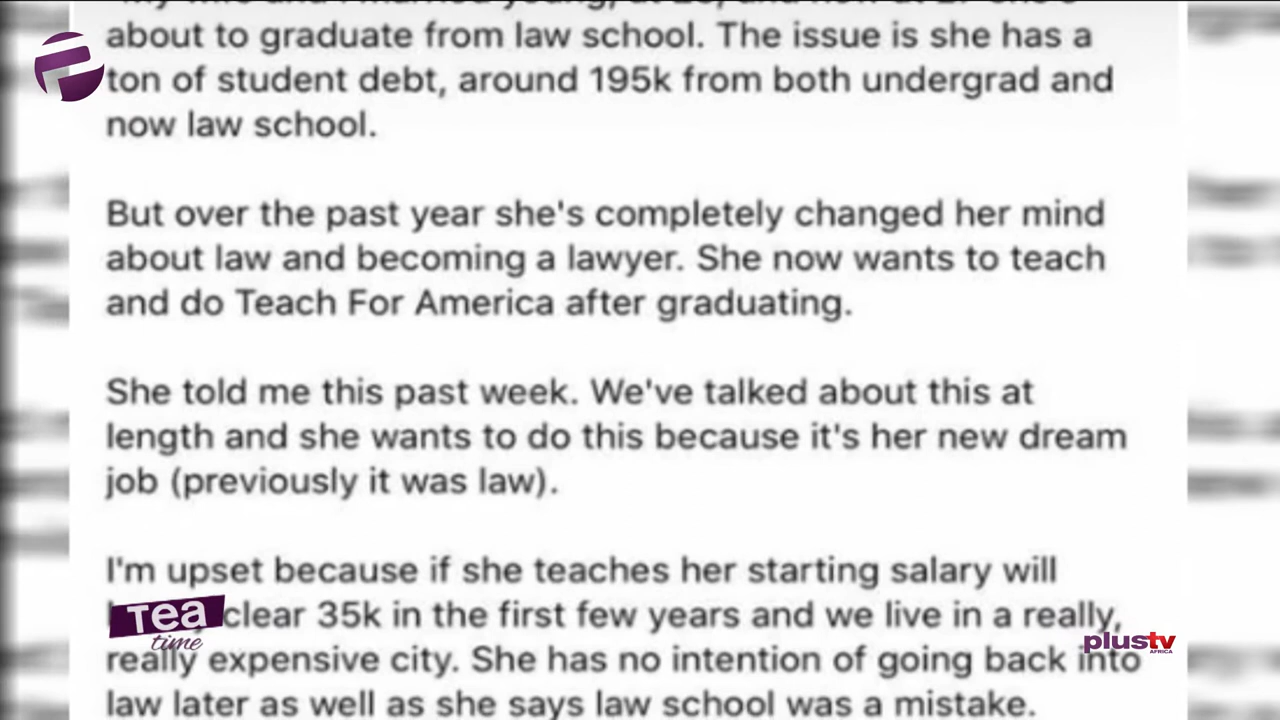 about to graduate from law school. The issue is she has a
ton of student debt, around 195k from both undergrad and
now law school.
But over the past year she's completely changed her mind
about law and becoming a lawyer. She now wants to teach
and do Teach For America after graduating.
She told me this past week. We've talked about this at
length and she wants to do this because it's her new dream
job (previously it was law).
I'm upset because if she teaches her starting salary will
clear 35k in the first few years and we live in a really,
really expensive city. She has no intention of going back into
law later as well as she says law school was a mistake.
Tea
time
plustv
AFRICA